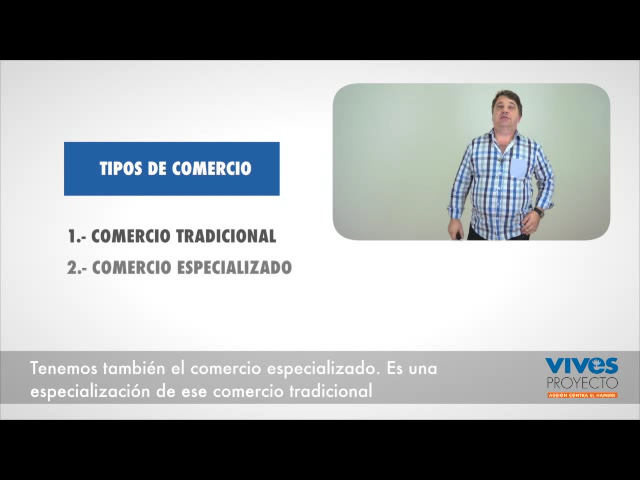 TIPOS DE COMERCIO
1.- COMERCIO TRADICIONAL
2.- COMERCIO ESPECIALIZADO
Tenemos también el comercio especializado. Es una
especialización de ese comercio tradicional
VIVES
PROYECTO
ACCIÓN CONTRA EL HAMBRE